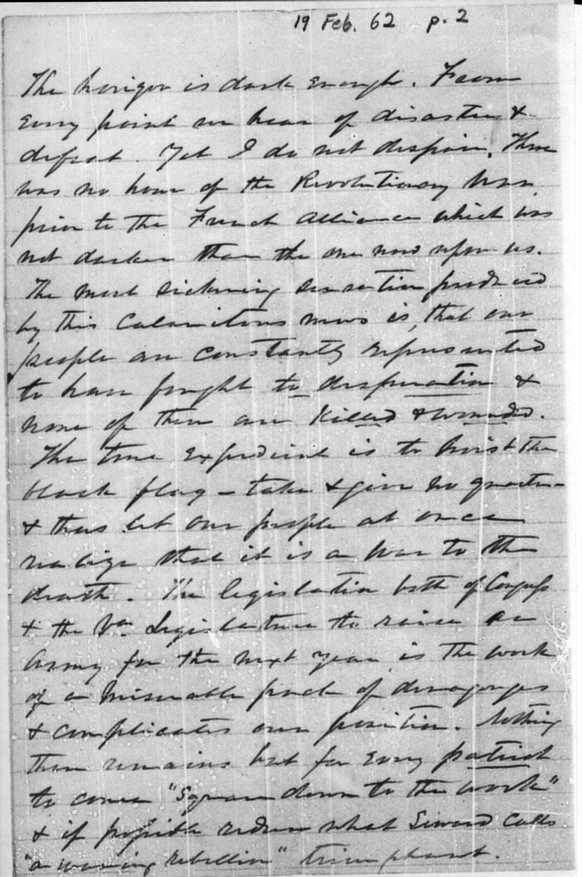 19 Feb. 62 p. 2
The horizon is dark enough. From
every point we hear of disaster &
defeat. Yet I do not despair. There
was no hour of the Revolutionary War
prior to the French Alliance which was
not darker than the one now upon us.
The most sickening sensation produced
by this calamitous news is, that our
people are constantly represented
to have fought to desperation &
none of them are killed & wounded.
The true expedient is to hoist the
black flag – take & give no quarter –
& thus let our people at once
realize that it is a war to the
death. The legislation both of Congress
& the Va. Legislature to raise an
Army for the next year is the work
of a miserable pack of demagogues
& complicates our position. Nothing
then remains but for every patriot
to come "square down to the work"
& if possible render what Seward calls
"a waning rebellion" triumphant.